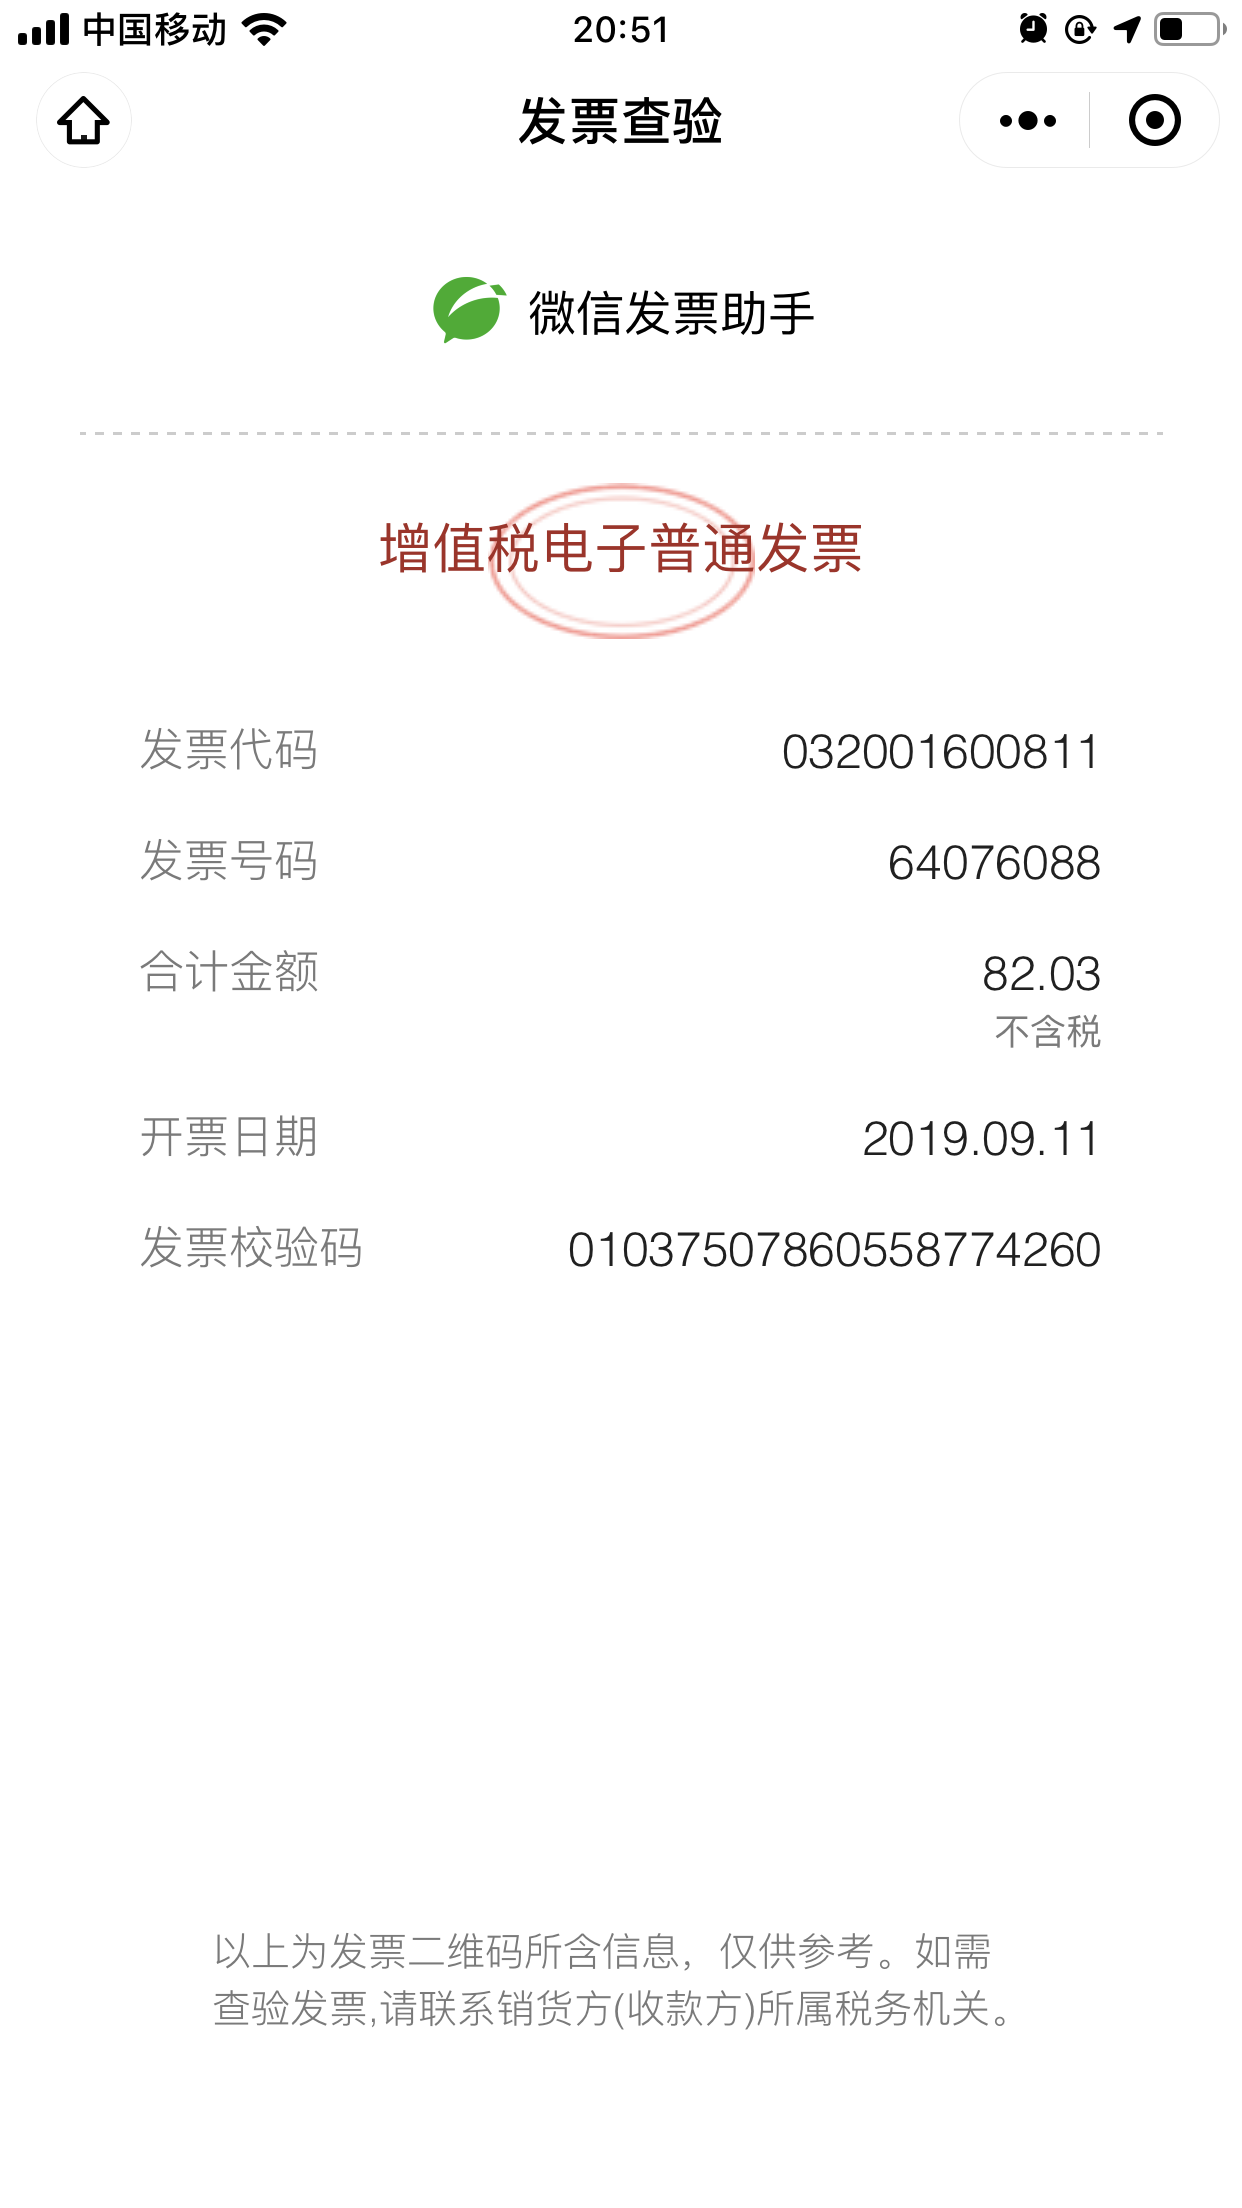 中国移动
20:51
发票查验
微信发票助手
增值税电子普通发票
发票代码 032001600811
发票号码 64076088
合计金额 82.03
不含税
开票日期 2019.09.11
发票校验码 01037507860558774260
以上为发票二维码所含信息，仅供参考。如需
查验发票,请联系销货方(收款方)所属税务机关。